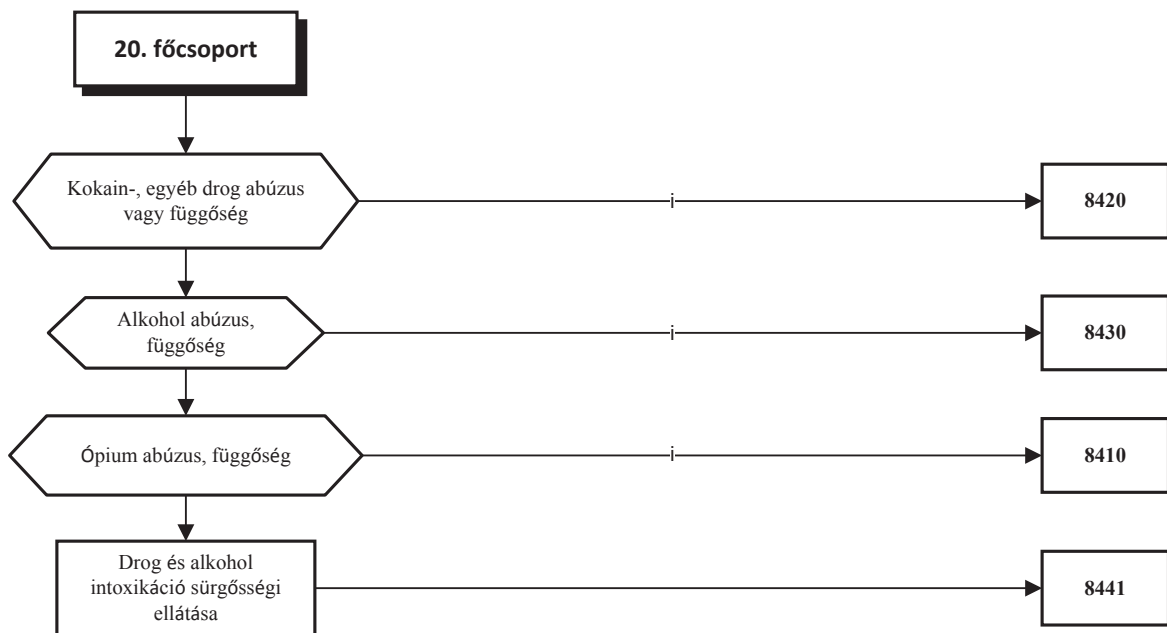 20. főcsoport
Kokain-, egyéb drog abúzus
vagy függőség
i
8420
Alkohol abúzus,
függőség
i
8430
Ópium abúzus, függőség
i
8410
Drog és alkohol
intoxikáció sürgősségi
ellátása
8441